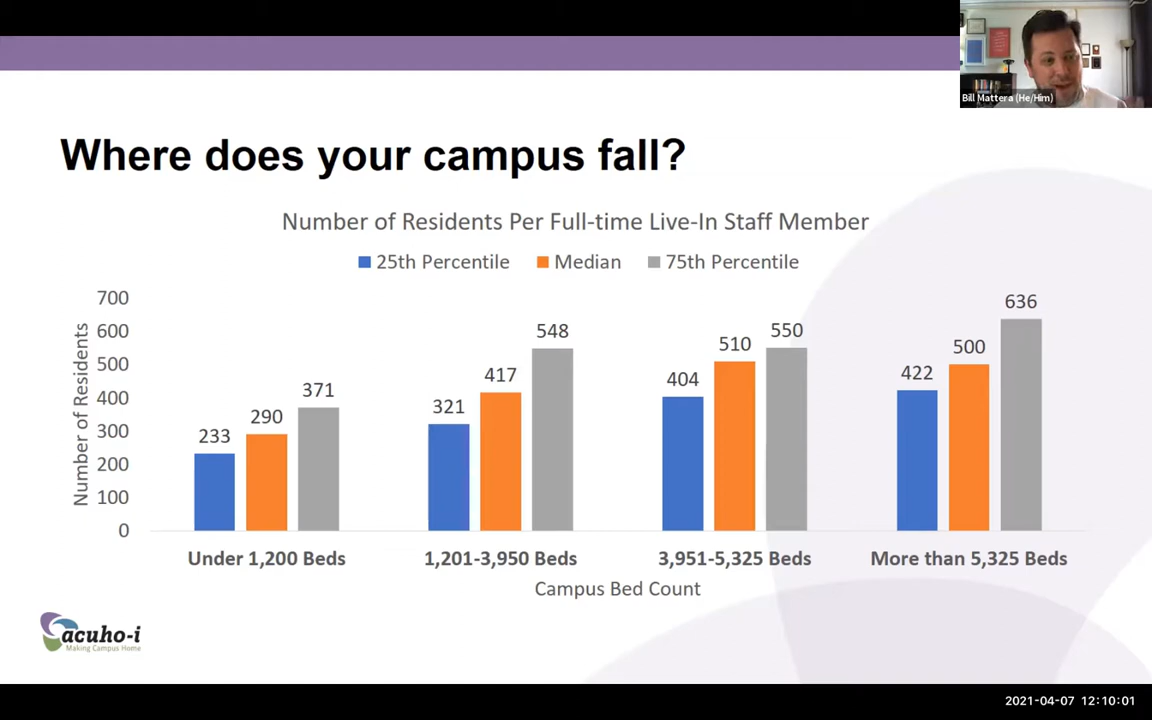 Bill Mattera (He/Him)
Where does your campus fall?
Number of Residents Per Full-time Live-In Staff Member
25th Percentile Median 75th Percentile
Number of Residents
700
600
500
400
300
200
100
0
233 290 371
321 417 548
404 510 550
422 500 636
Under 1,200 Beds 1,201-3,950 Beds 3,951-5,325 Beds More than 5,325 Beds
Campus Bed Count
acuho-i
Making Campus Home
2021-04-07 12:10:01